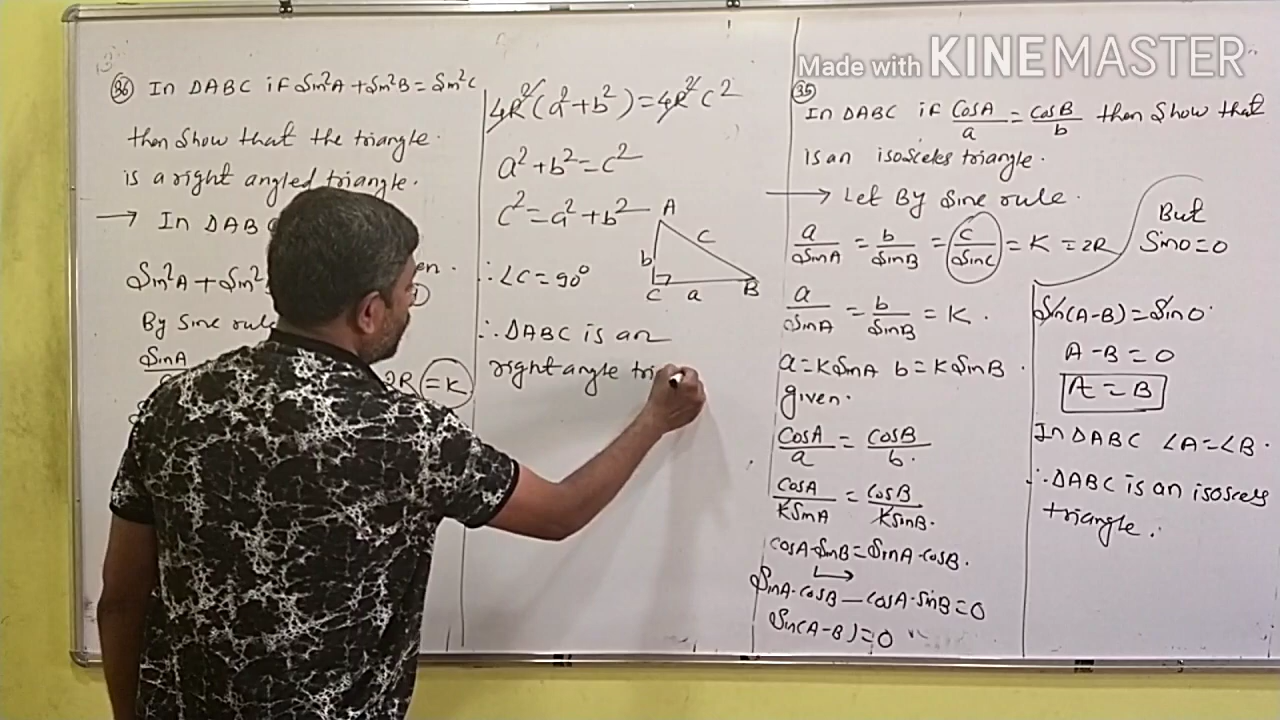 Made with KINEMASTER
36 In ΔABC if Sin²A + Sin²B = Sin²C
then Show that the triangle.
is a right angled triangle.
→ In ΔABC
Sin²A + Sin²
By Sine rule
SinA
2R = K
4R²(a² + b²) = 4R²C²
a² + b² = c²
c² = a² + b²
∴ ∠C = 90°
A
b
c
C
a
B
∴ ΔABC is an
right angle tri
35
In ΔABC if CosA/a = CosB/b then Show that
is an isosceles triangle.
→ Let By Sine rule.
a/SinA = b/SinB = c/SinC = K = 2R
a/SinA = b/SinB = K.
a = K SinA b = K SinB.
given.
CosA/a = CosB/b.
CosA/KSinA = CosB/KSinB.
CosA·SinB = SinA·CosB.
SinA·CosB — CosA·SinB = 0
Sin(A-B) = 0
But
Sin0 = 0
Sin(A-B) = Sin0.
A-B = 0
A = B
In ΔABC ∠A = ∠B.
∴ ΔABC is an isosceles
triangle.